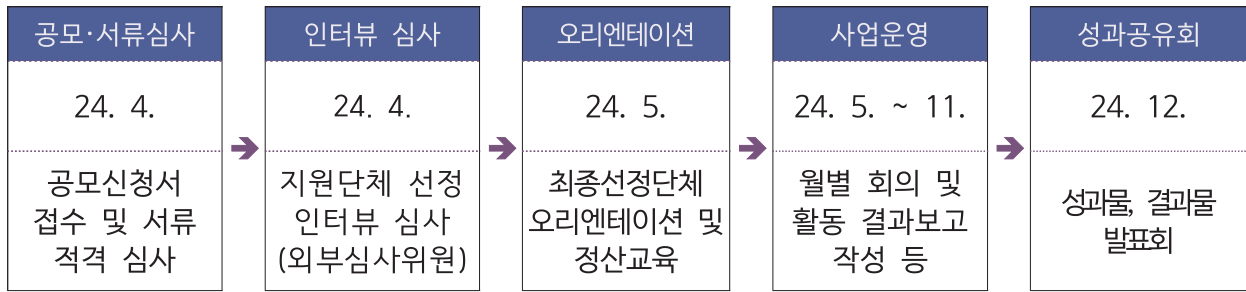 공모·서류심사
24. 4.
공모신청서
접수 및 서류
적격 심사
인터뷰 심사
24. 4.
지원단체 선정
인터뷰 심사
(외부심사위원)
오리엔테이션
24. 5.
최종선정단체
오리엔테이션 및
정산교육
사업운영
24. 5. ~ 11.
월별 회의 및
활동 결과보고
작성 등
성과공유회
24. 12.
성과물, 결과물
발표회